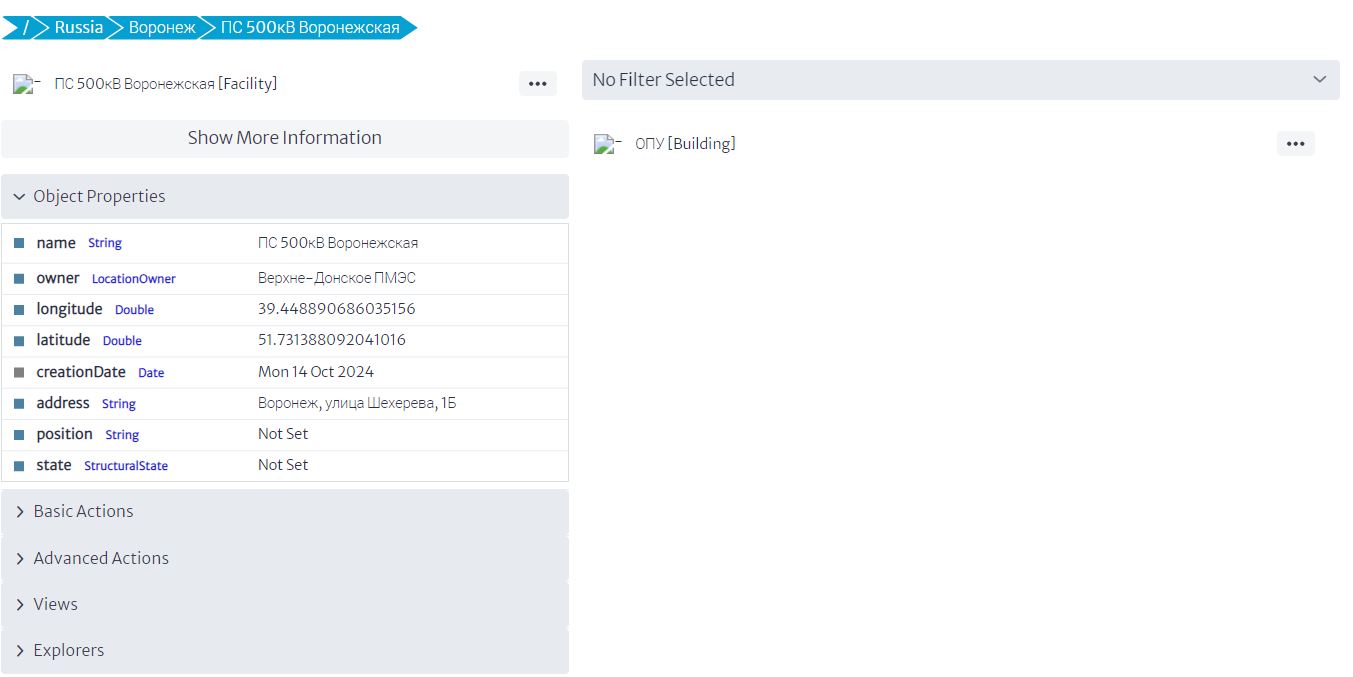 / Russia Воронеж ПС 500кВ Воронежская
ПС 500кВ Воронежская [Facility]
Show More Information
Object Properties
name String ПС 500кВ Воронежская
owner LocationOwner Верхне-Донское ПМЭС
longitude Double 39.448890686035156
latitude Double 51.731388092041016
creationDate Date Mon 14 Oct 2024
address String Воронеж, улица Шехерева, 1Б
position String Not Set
state StructuralState Not Set
Basic Actions
Advanced Actions
Views
Explorers
No Filter Selected
ОПУ [Building]